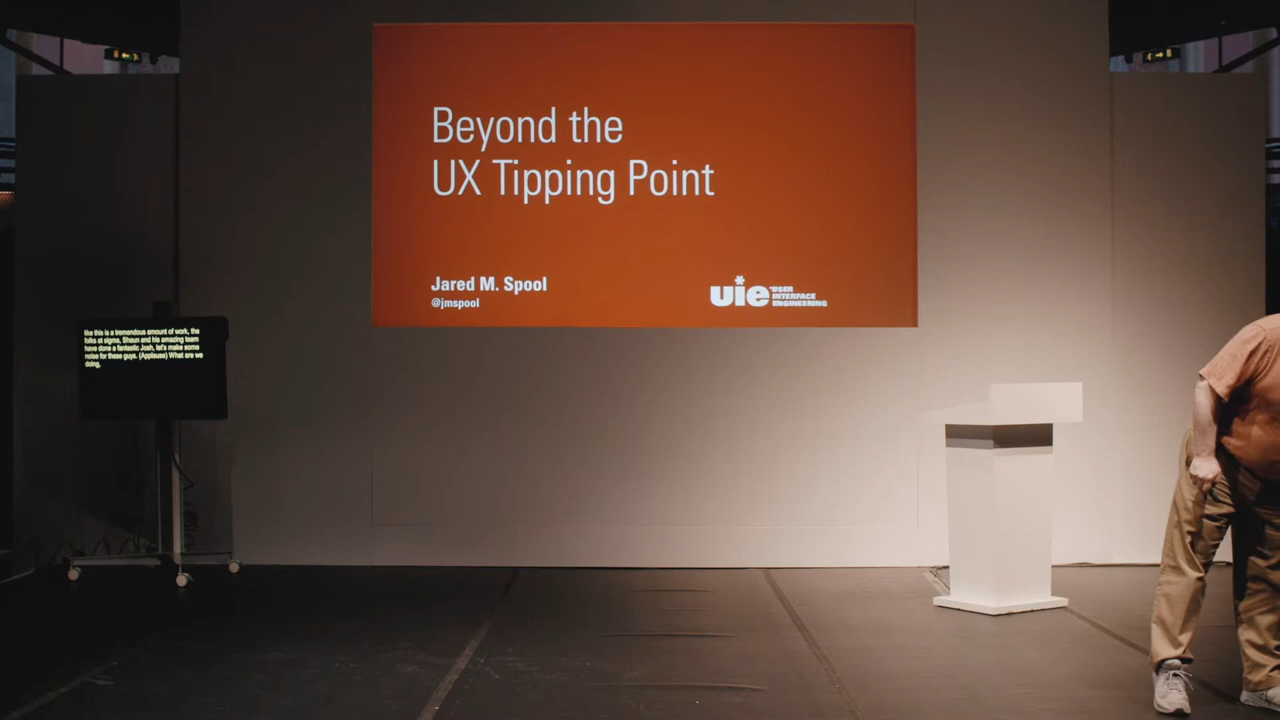 Beyond the
UX Tipping Point
Jared M. Spool
@jmspool
uie USER
INTERFACE
ENGINEERING
like this is a tremendous amount of work, the
folks at sigma, Shaun and his amazing team
have done a fantastic Josh, let's make some
noise for these guys. (Applause) What are we
doing,